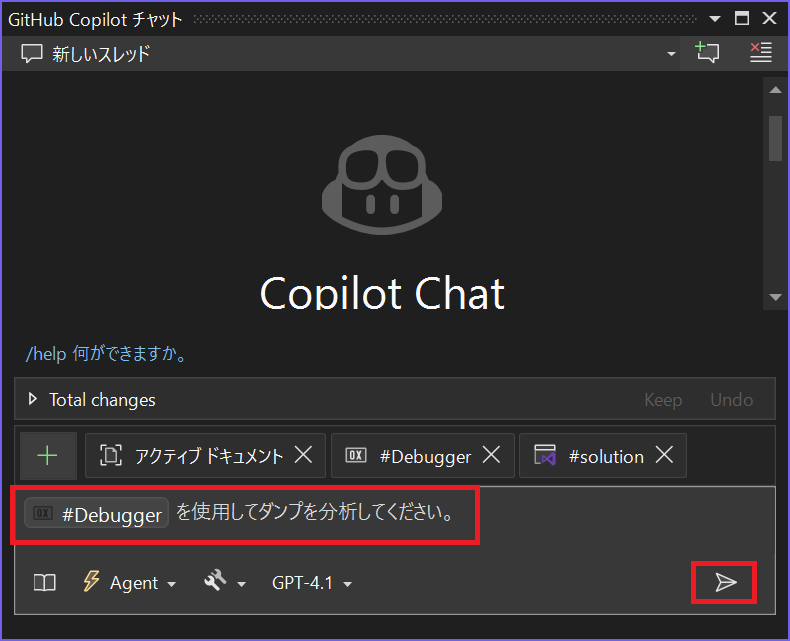 GitHub Copilot チャット
新しいスレッド
Copilot Chat
/help 何ができますか。
Total changes Keep Undo
アクティブ ドキュメント #Debugger #solution
#Debugger を使用してダンプを分析してください。
Agent GPT-4.1